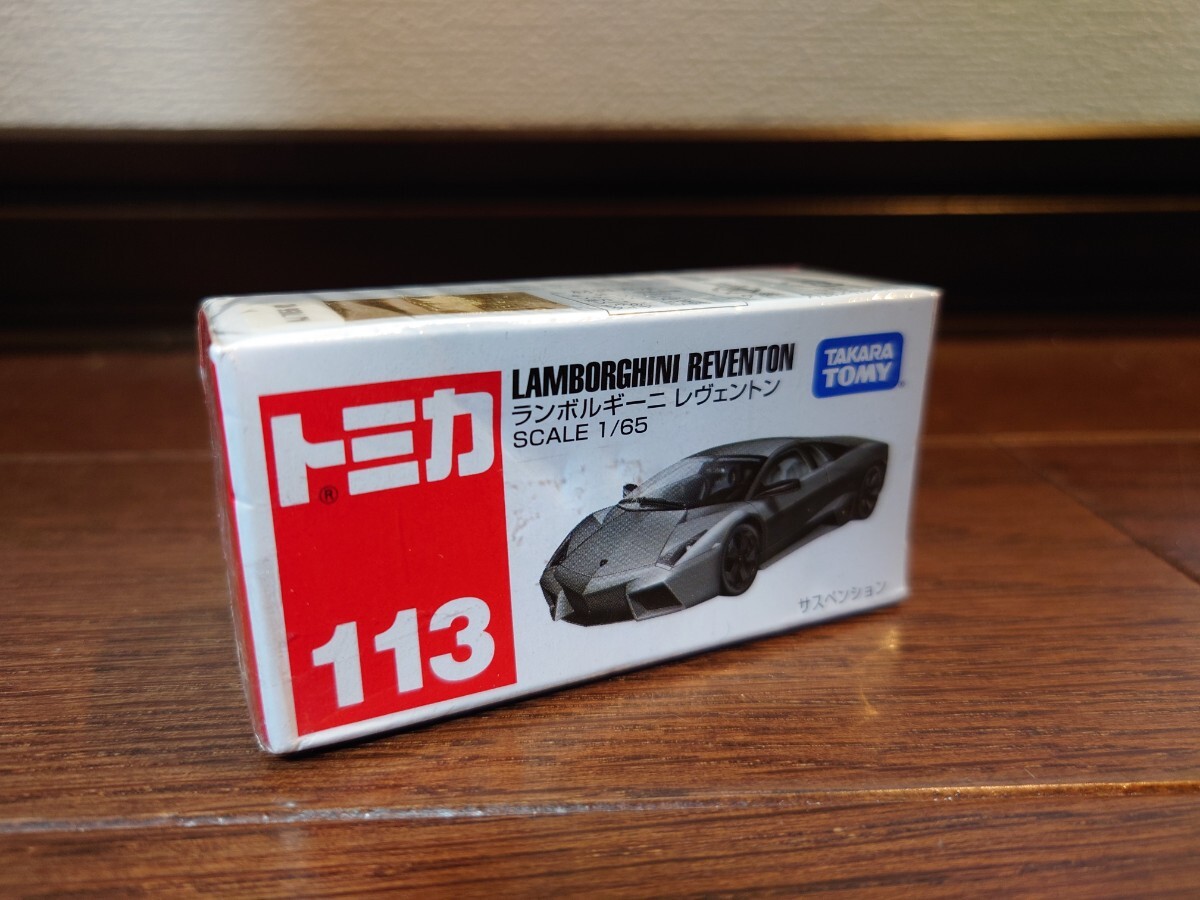 トミカ
®
113
LAMBORGHINI REVENTON
ランボルギーニ レヴェントン
SCALE 1/65
TAKARA
TOMY
サスペンション